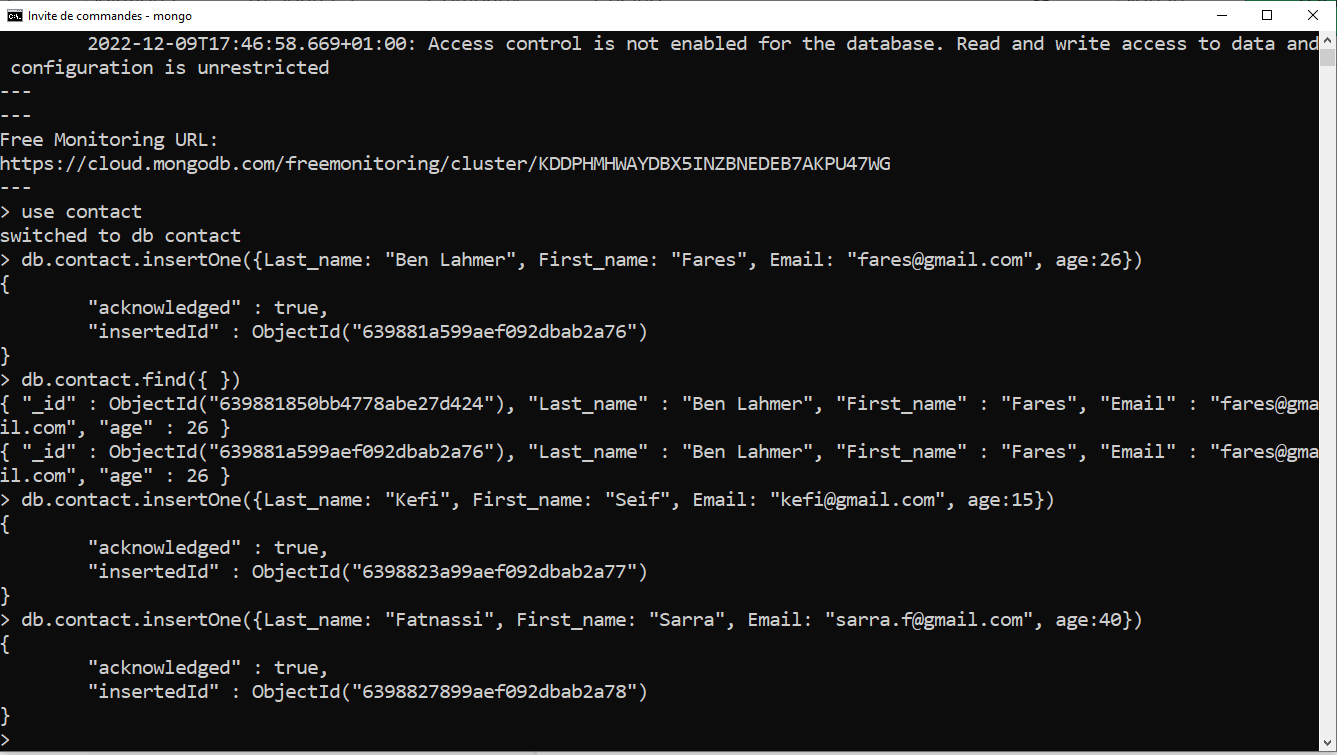 Invite de commandes - mongo
2022-12-09T17:46:58.669+01:00: Access control is not enabled for the database. Read and write access to data and
configuration is unrestricted
---
---
Free Monitoring URL:
https://cloud.mongodb.com/freemonitoring/cluster/KDDPHMHWAYDBX5INZBNEDEB7AKPU47WG
---
> use contact
switched to db contact
> db.contact.insertOne({Last_name: "Ben Lahmer", First_name: "Fares", Email: "fares@gmail.com", age:26})
{
"acknowledged" : true,
"insertedId" : ObjectId("639881a599aef092dbab2a76")
}
> db.contact.find({ })
{ "_id" : ObjectId("639881850bb4778abe27d424"), "Last_name" : "Ben Lahmer", "First_name" : "Fares", "Email" : "fares@gma
il.com", "age" : 26 }
{ "_id" : ObjectId("639881a599aef092dbab2a76"), "Last_name" : "Ben Lahmer", "First_name" : "Fares", "Email" : "fares@gma
il.com", "age" : 26 }
> db.contact.insertOne({Last_name: "Kefi", First_name: "Seif", Email: "kefi@gmail.com", age:15})
{
"acknowledged" : true,
"insertedId" : ObjectId("6398823a99aef092dbab2a77")
}
> db.contact.insertOne({Last_name: "Fatnassi", First_name: "Sarra", Email: "sarra.f@gmail.com", age:40})
{
"acknowledged" : true,
"insertedId" : ObjectId("6398827899aef092dbab2a78")
}
>